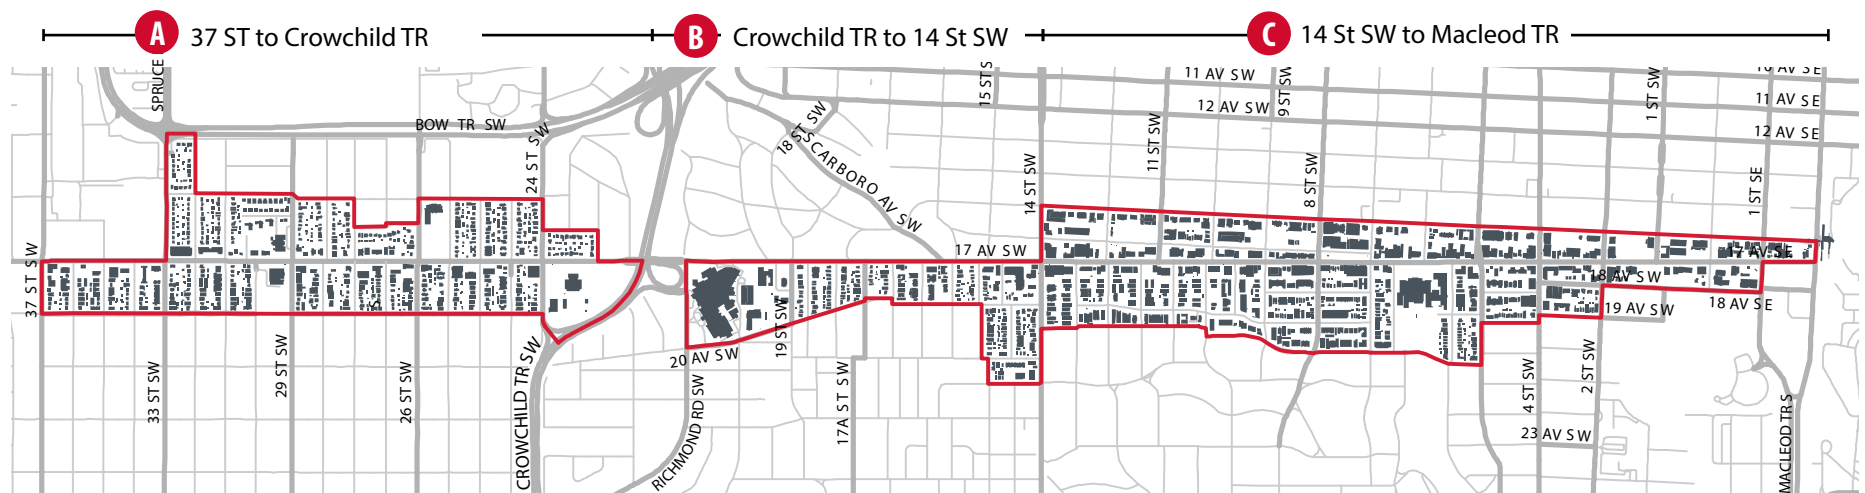 A 37 ST to Crowchild TR
B Crowchild TR to 14 St SW
C 14 St SW to Macleod TR
SPRUCE
BOW TR SW
24 ST SW
18 ST SW
SCARBORO AV SW
15 ST S
11 AV SW
12 AV SW
9 ST SW
1 ST SW
10 AV SE
11 AV SE
12 AV SE
14 ST SW
11 ST SW
8 ST SW
1 ST SE
37 ST SW
17 AV SW
17 AV SE
18 AV SW
18 AV SE
19 AV SW
19 ST SW
20 AV SW
33 ST SW
29 ST SW
26 ST SW
CROWCHILD TR SW
RICHMOND RD SW
17A ST SW
4 ST SW
2 ST SW
23 AV SW
MACLEOD TR S